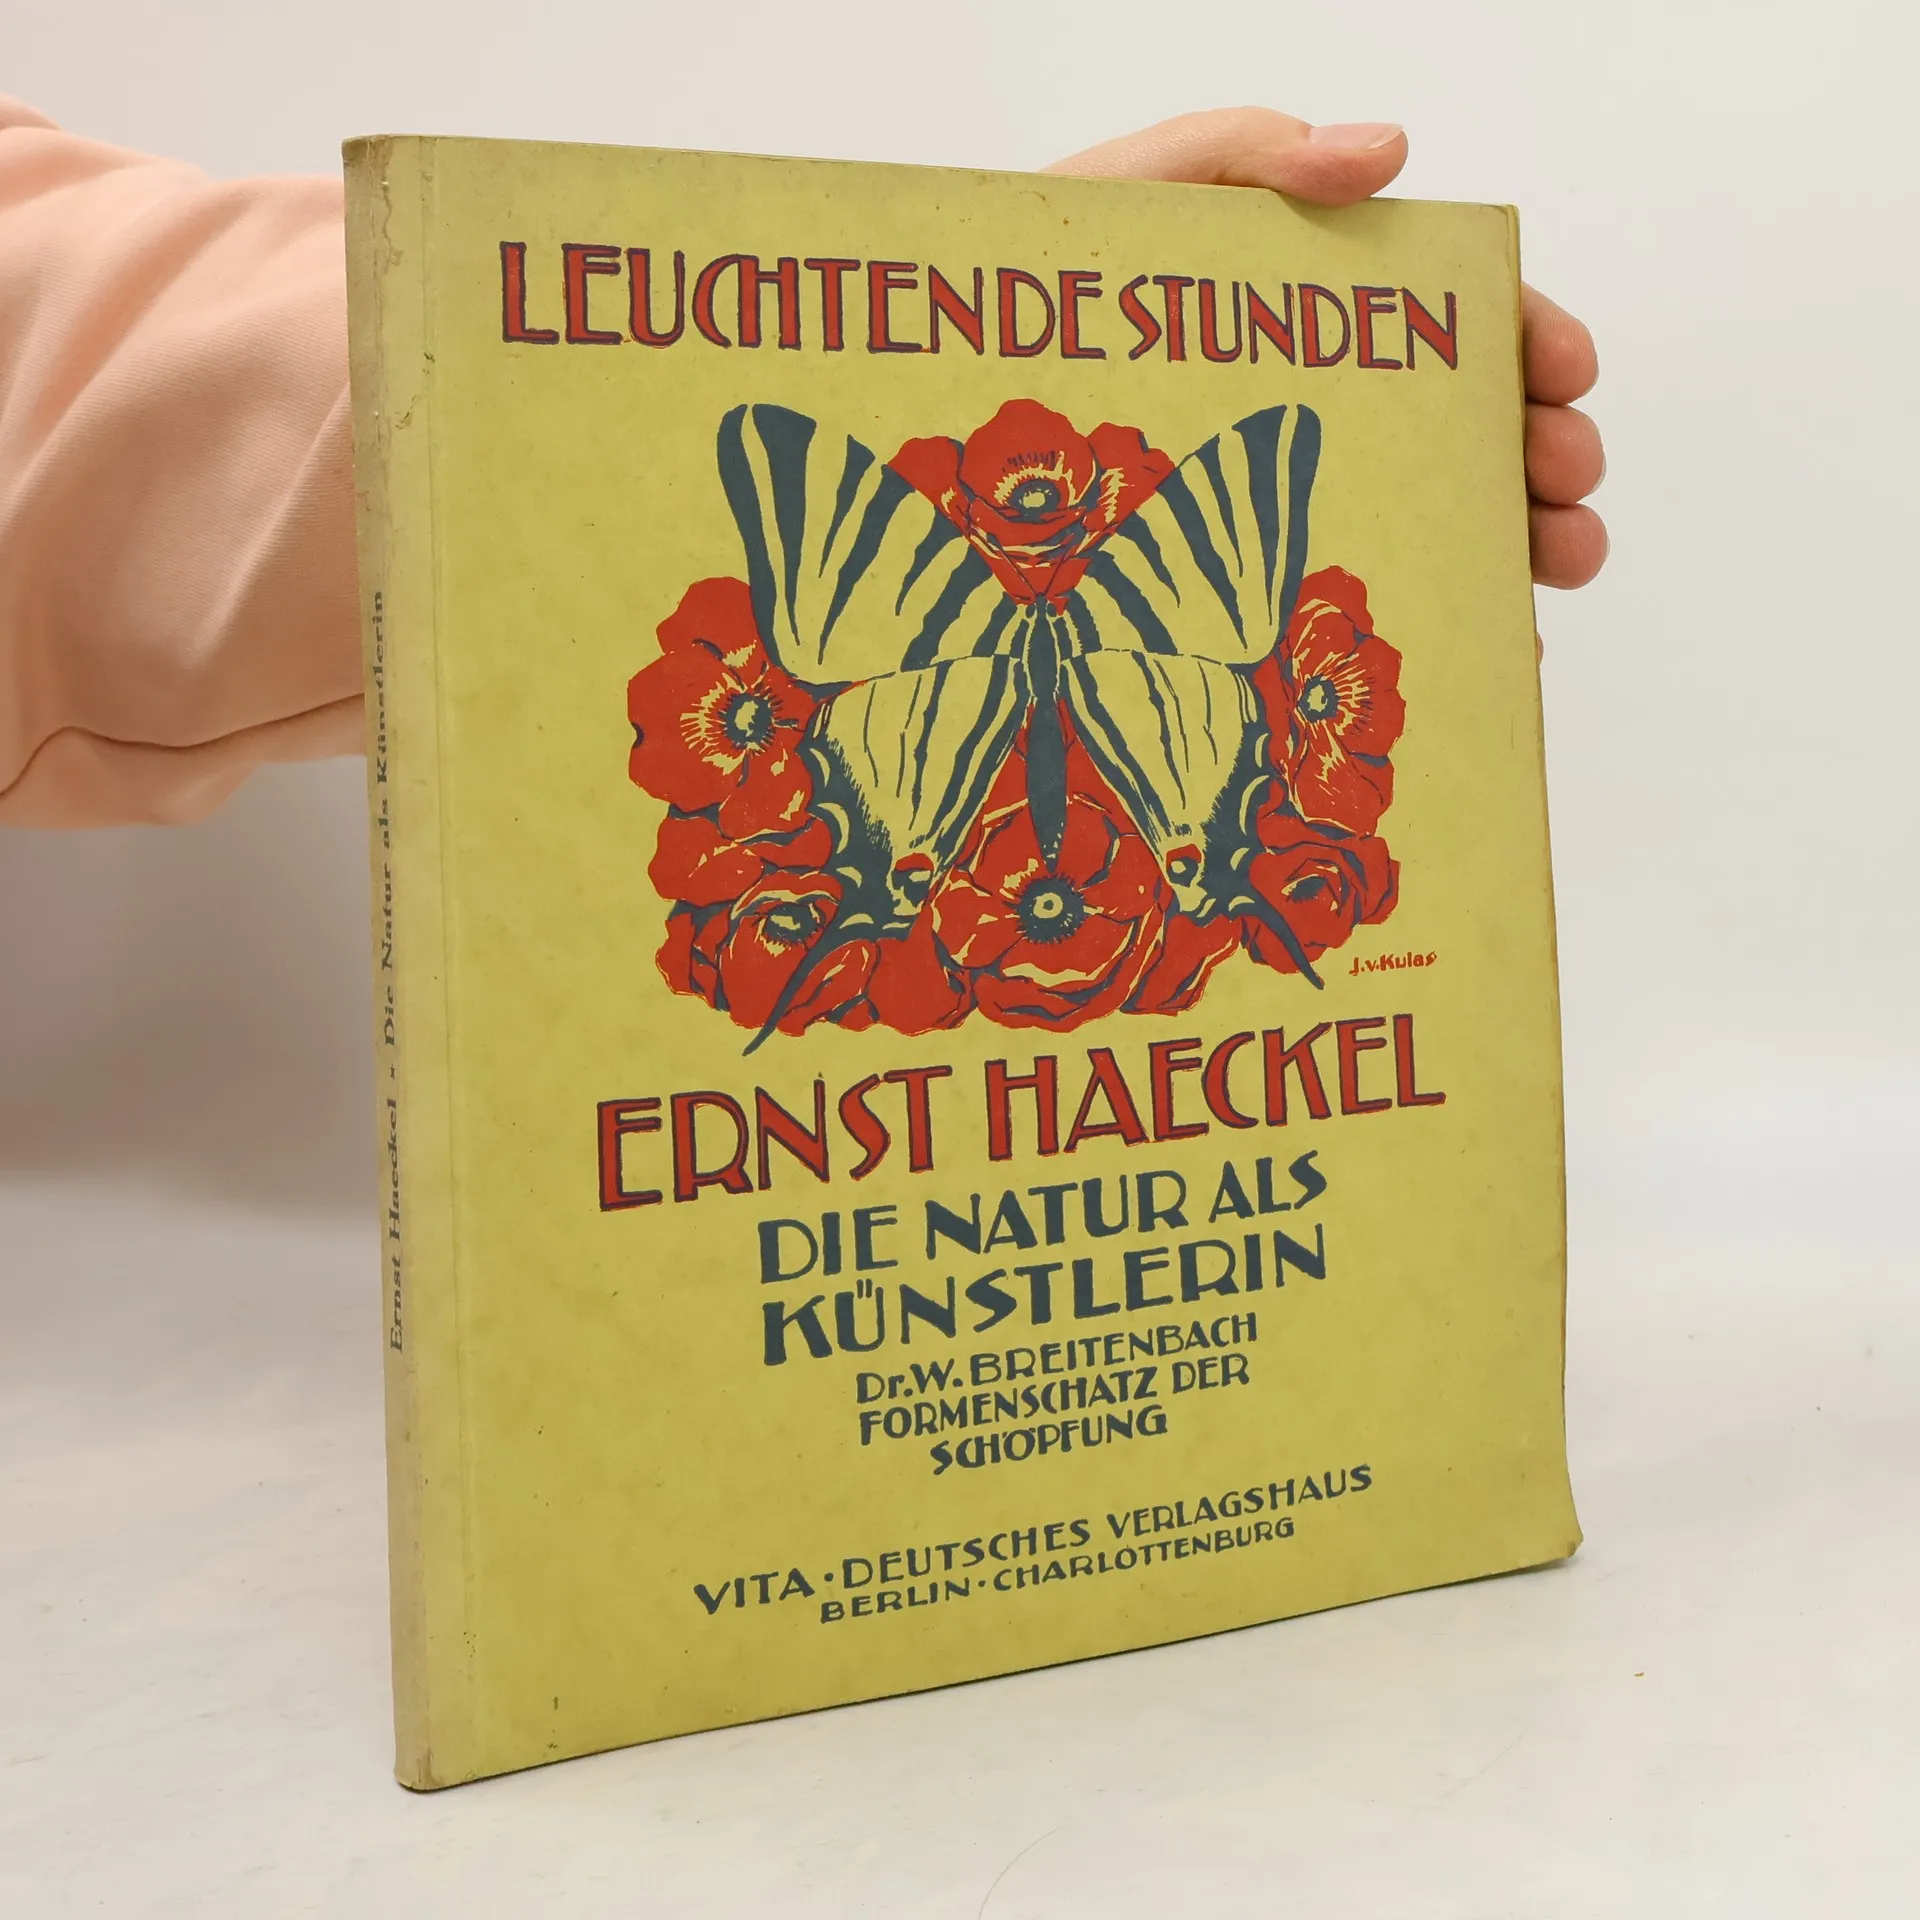 LEUCHTENDE STUNDEN
J.v.Kulas
ERNST HAECKEL
DIE NATUR ALS
KÜNSTLERIN
Dr. W. BREITENBACH
FORMENSCHATZ DER
SCHÖPFUNG
VITA · DEUTSCHES VERLAGSHAUS
BERLIN · CHARLOTTENBURG
Ernst Haeckel ★ Die Natur als Künstlerin